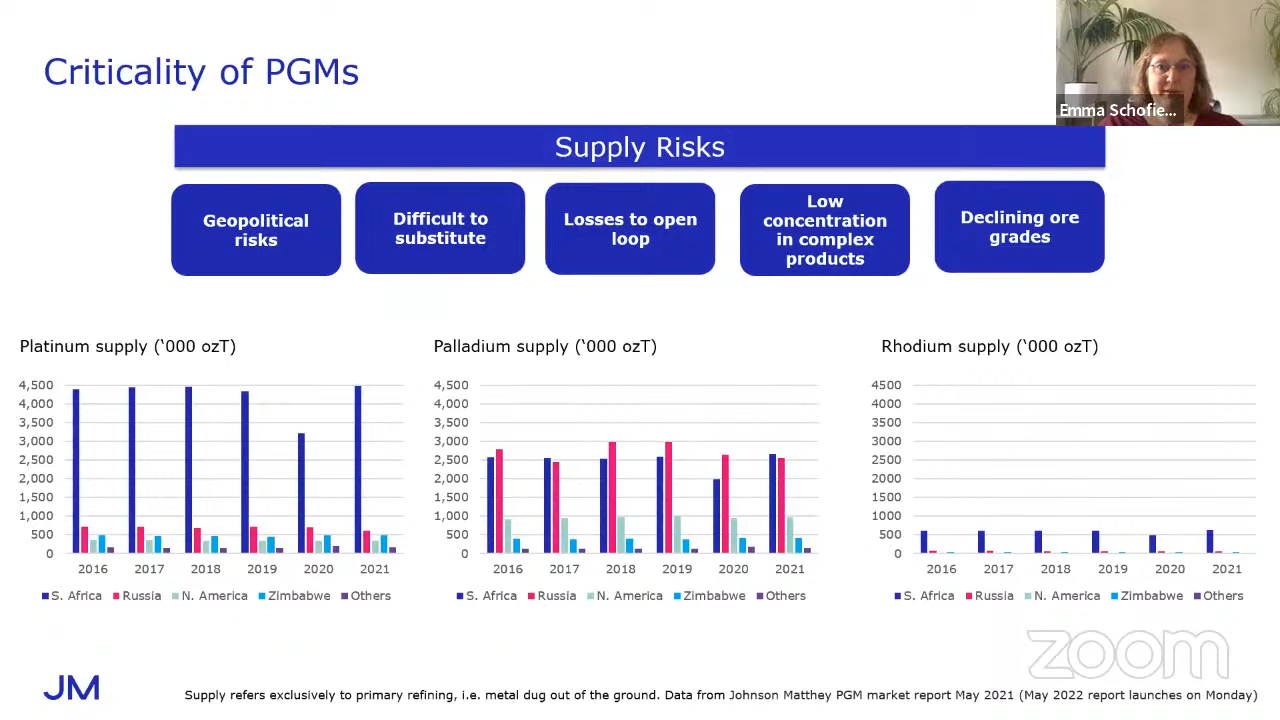 Criticality of PGMs
Emma Schofie...
Supply Risks
Geopolitical
risks
Difficult to
substitute
Losses to open
loop
Low
concentration
in complex
products
Declining ore
grades
Platinum supply (‘000 ozT)
4,500
4,000
3,500
3,000
2,500
2,000
1,500
1,000
500
0
2016 2017 2018 2019 2020 2021
S. Africa Russia N. America Zimbabwe Others
Palladium supply (‘000 ozT)
4,500
4,000
3,500
3,000
2,500
2,000
1,500
1,000
500
0
2016 2017 2018 2019 2020 2021
S. Africa Russia N. America Zimbabwe Others
Rhodium supply (‘000 ozT)
4500
4000
3500
3000
2500
2000
1500
1000
500
0
2016 2017 2018 2019 2020 2021
S. Africa Russia N. America Zimbabwe Others
zoom
JM
Supply refers exclusively to primary refining, i.e. metal dug out of the ground. Data from Johnson Matthey PGM market report May 2021 (May 2022 report launches on Monday)